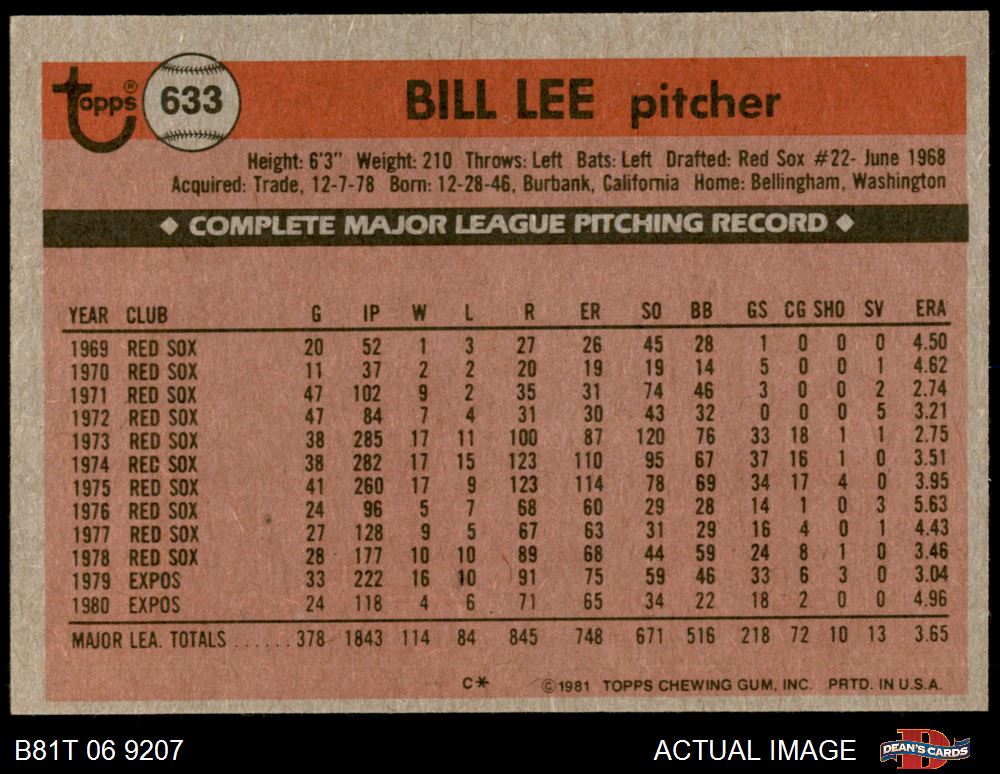 Topps® 633 BILL LEE pitcher
Height: 6'3" Weight: 210 Throws: Left Bats: Left Drafted: Red Sox #22- June 1968
Acquired: Trade, 12-7-78 Born: 12-28-46, Burbank, California Home: Bellingham, Washington
◆ COMPLETE MAJOR LEAGUE PITCHING RECORD ◆
YEAR CLUB G IP W L R ER SO BB GS CG SHO SV ERA
1969 RED SOX 20 52 1 3 27 26 45 28 1 0 0 0 4.50
1970 RED SOX 11 37 2 2 20 19 19 14 5 0 0 1 4.62
1971 RED SOX 47 102 9 2 35 31 74 46 3 0 0 2 2.74
1972 RED SOX 47 84 7 4 31 30 43 32 0 0 0 5 3.21
1973 RED SOX 38 285 17 11 100 87 120 76 33 18 1 1 2.75
1974 RED SOX 38 282 17 15 123 110 95 67 37 16 1 0 3.51
1975 RED SOX 41 260 17 9 123 114 78 69 34 17 4 0 3.95
1976 RED SOX 24 96 5 7 68 60 29 28 14 1 0 3 5.63
1977 RED SOX 27 128 9 5 67 63 31 29 16 4 0 1 4.43
1978 RED SOX 28 177 10 10 89 68 44 59 24 8 1 0 3.46
1979 EXPOS 33 222 16 10 91 75 59 46 33 6 3 0 3.04
1980 EXPOS 24 118 4 6 71 65 34 22 18 2 0 0 4.96
MAJOR LEA. TOTALS ...... 378 1843 114 84 845 748 671 516 218 72 10 13 3.65
C* ©1981 TOPPS CHEWING GUM, INC. PRTD. IN U.S.A.
B81T 06 9207 ACTUAL IMAGE DEAN'S CARDS